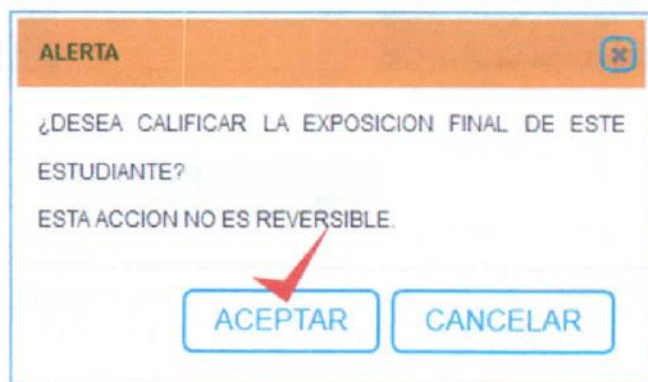 ALERTA
¿DESEA CALIFICAR LA EXPOSICION FINAL DE ESTE
ESTUDIANTE?
ESTA ACCION NO ES REVERSIBLE.
ACEPTAR
CANCELAR